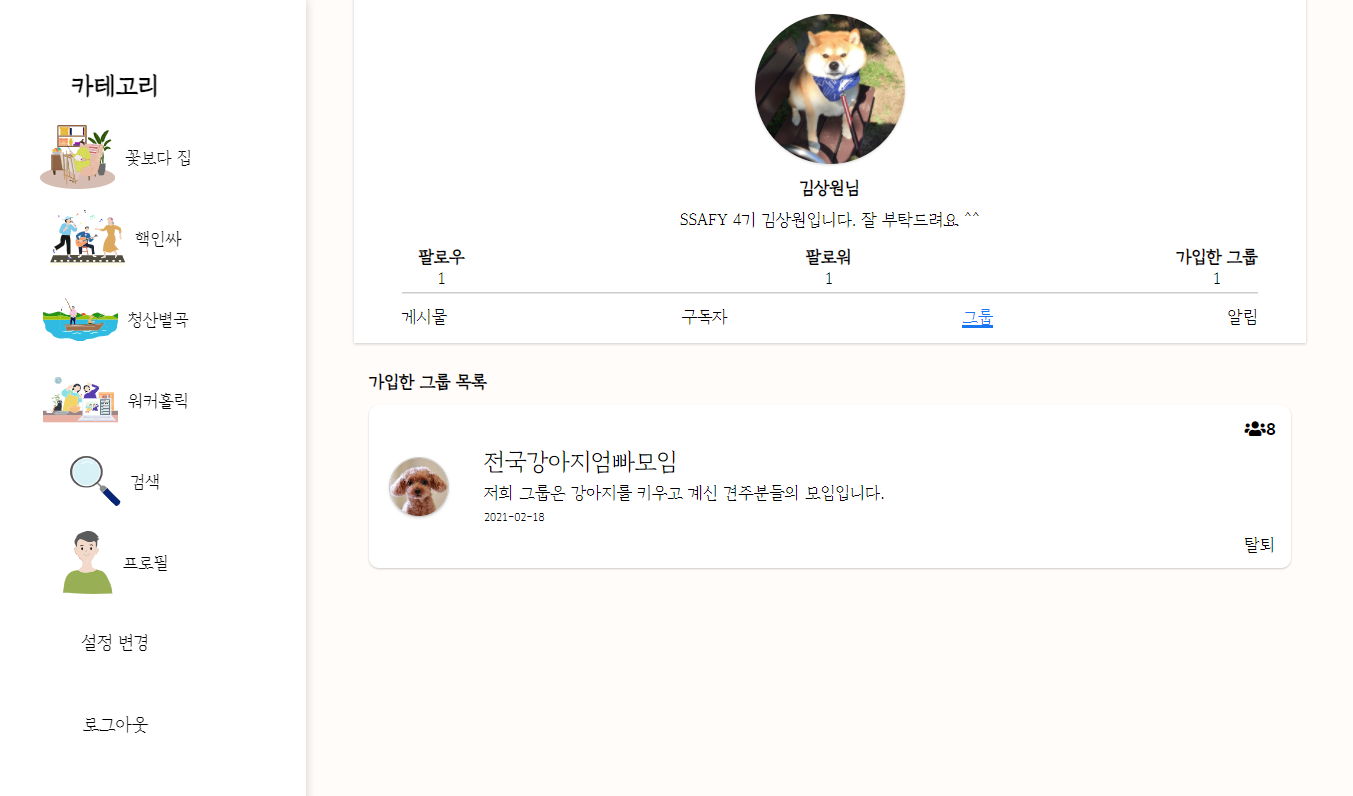 카테고리
꽃보다 집
핵인싸
청산별곡
워커홀릭
검색
프로필
설정 변경
로그아웃
김상원님
SSAFY 4기 김상원입니다. 잘 부탁드려요 ^^
팔로우 팔로워 가입한 그룹
1 1 1
게시물 구독자 그룹 알림
가입한 그룹 목록
8
전국강아지엄빠모임
저희 그룹은 강아지를 키우고 계신 견주분들의 모임입니다.
2021-02-18
탈퇴